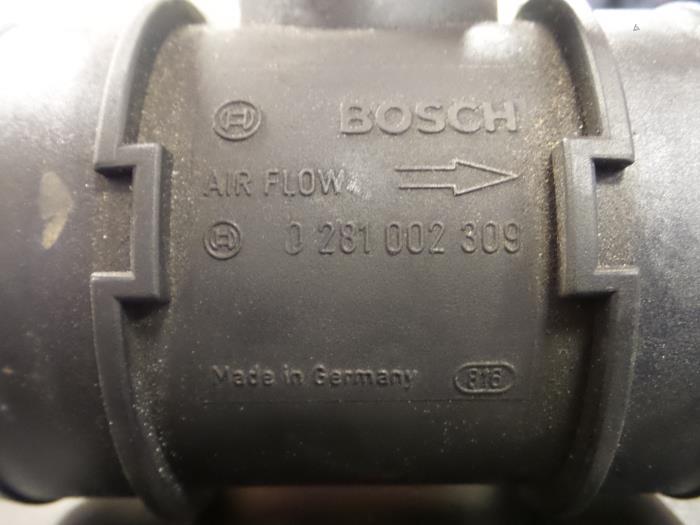 BOSCH
AIR FLOW
0 281 002 309
Made in Germany 816